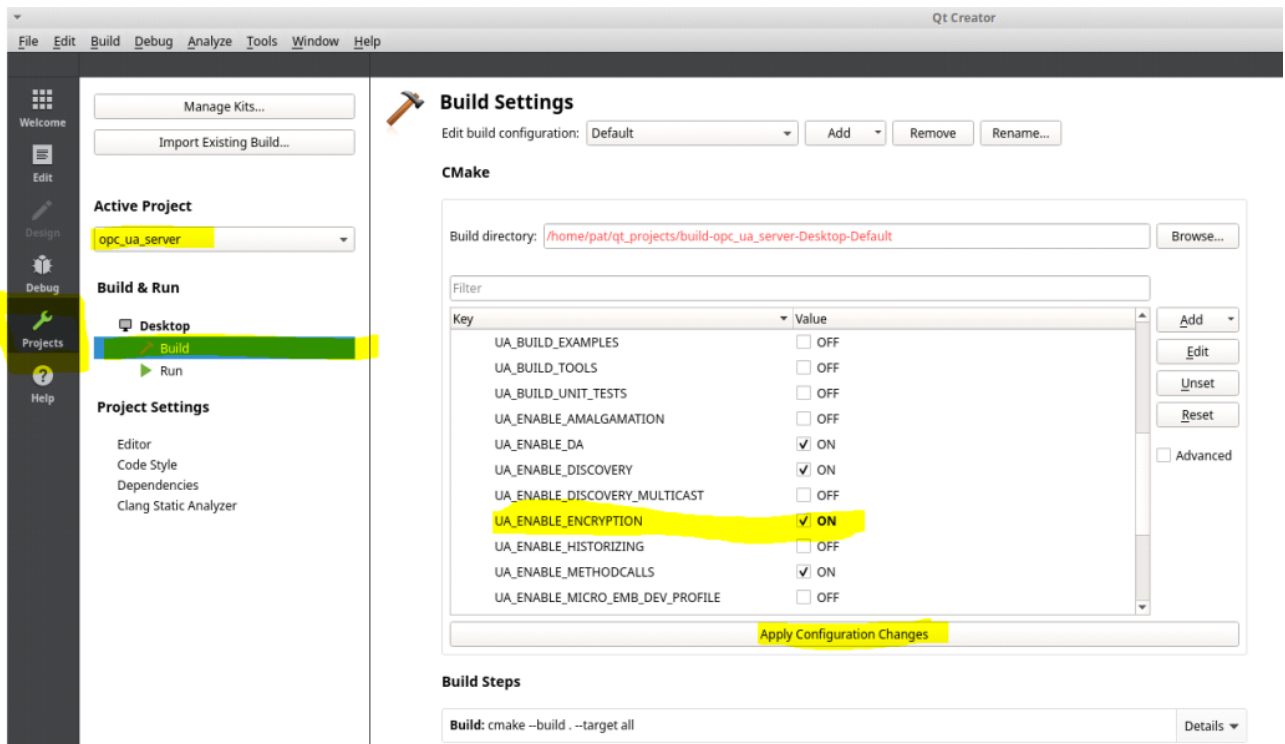 Qt Creator
File Edit Build Debug Analyze Tools Window Help
Welcome
Edit
Design
Debug
Projects
Help
Manage Kits...
Import Existing Build...
Active Project
opc_ua_server
Build & Run
Desktop
Build
Run
Project Settings
Editor
Code Style
Dependencies
Clang Static Analyzer
Build Settings
Edit build configuration: Default Add Remove Rename...
CMake
Build directory: /home/pat/qt_projects/build-opc_ua_server-Desktop-Default Browse...
Filter
Key Value
UA_BUILD_EXAMPLES OFF
UA_BUILD_TOOLS OFF
UA_BUILD_UNIT_TESTS OFF
UA_ENABLE_AMALGAMATION OFF
UA_ENABLE_DA ON
UA_ENABLE_DISCOVERY ON
UA_ENABLE_DISCOVERY_MULTICAST OFF
UA_ENABLE_ENCRYPTION ON
UA_ENABLE_HISTORIZING OFF
UA_ENABLE_METHODCALLS ON
UA_ENABLE_MICRO_EMB_DEV_PROFILE OFF
Add
Edit
Unset
Reset
Advanced
Apply Configuration Changes
Build Steps
Build: cmake --build . --target all Details